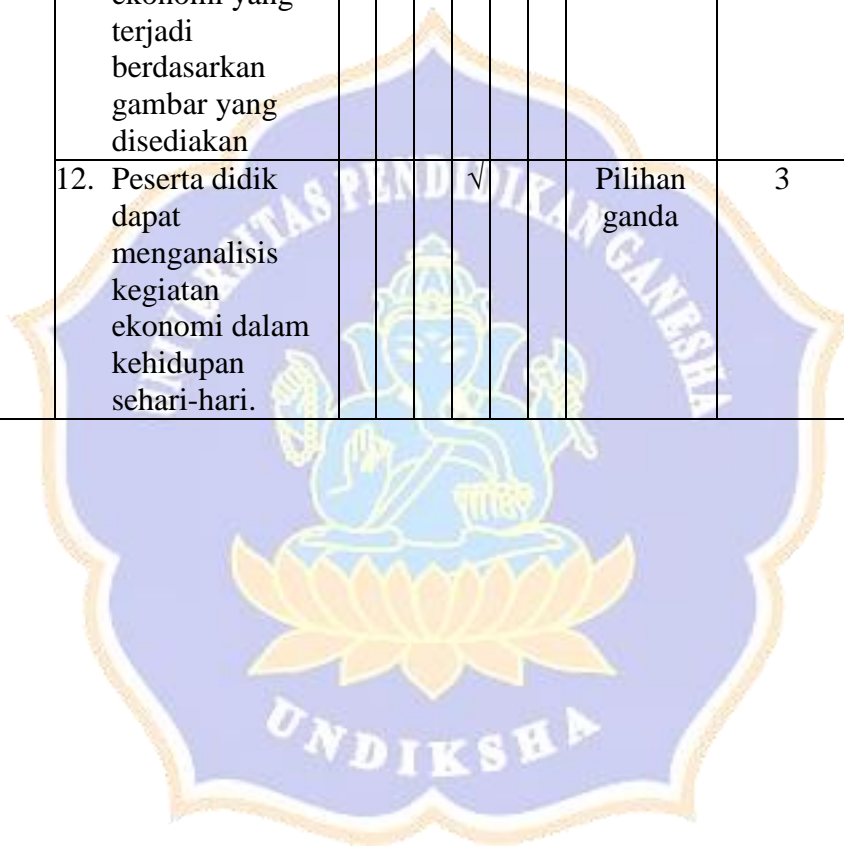 ekonomi yang
terjadi
berdasarkan
gambar yang
disediakan
12. Peserta didik √ Pilihan 3
dapat ganda
menganalisis
kegiatan
ekonomi dalam
kehidupan
sehari-hari.
UNIVERSITAS PENDIDIKAN GANESHA
UNDIKSHA